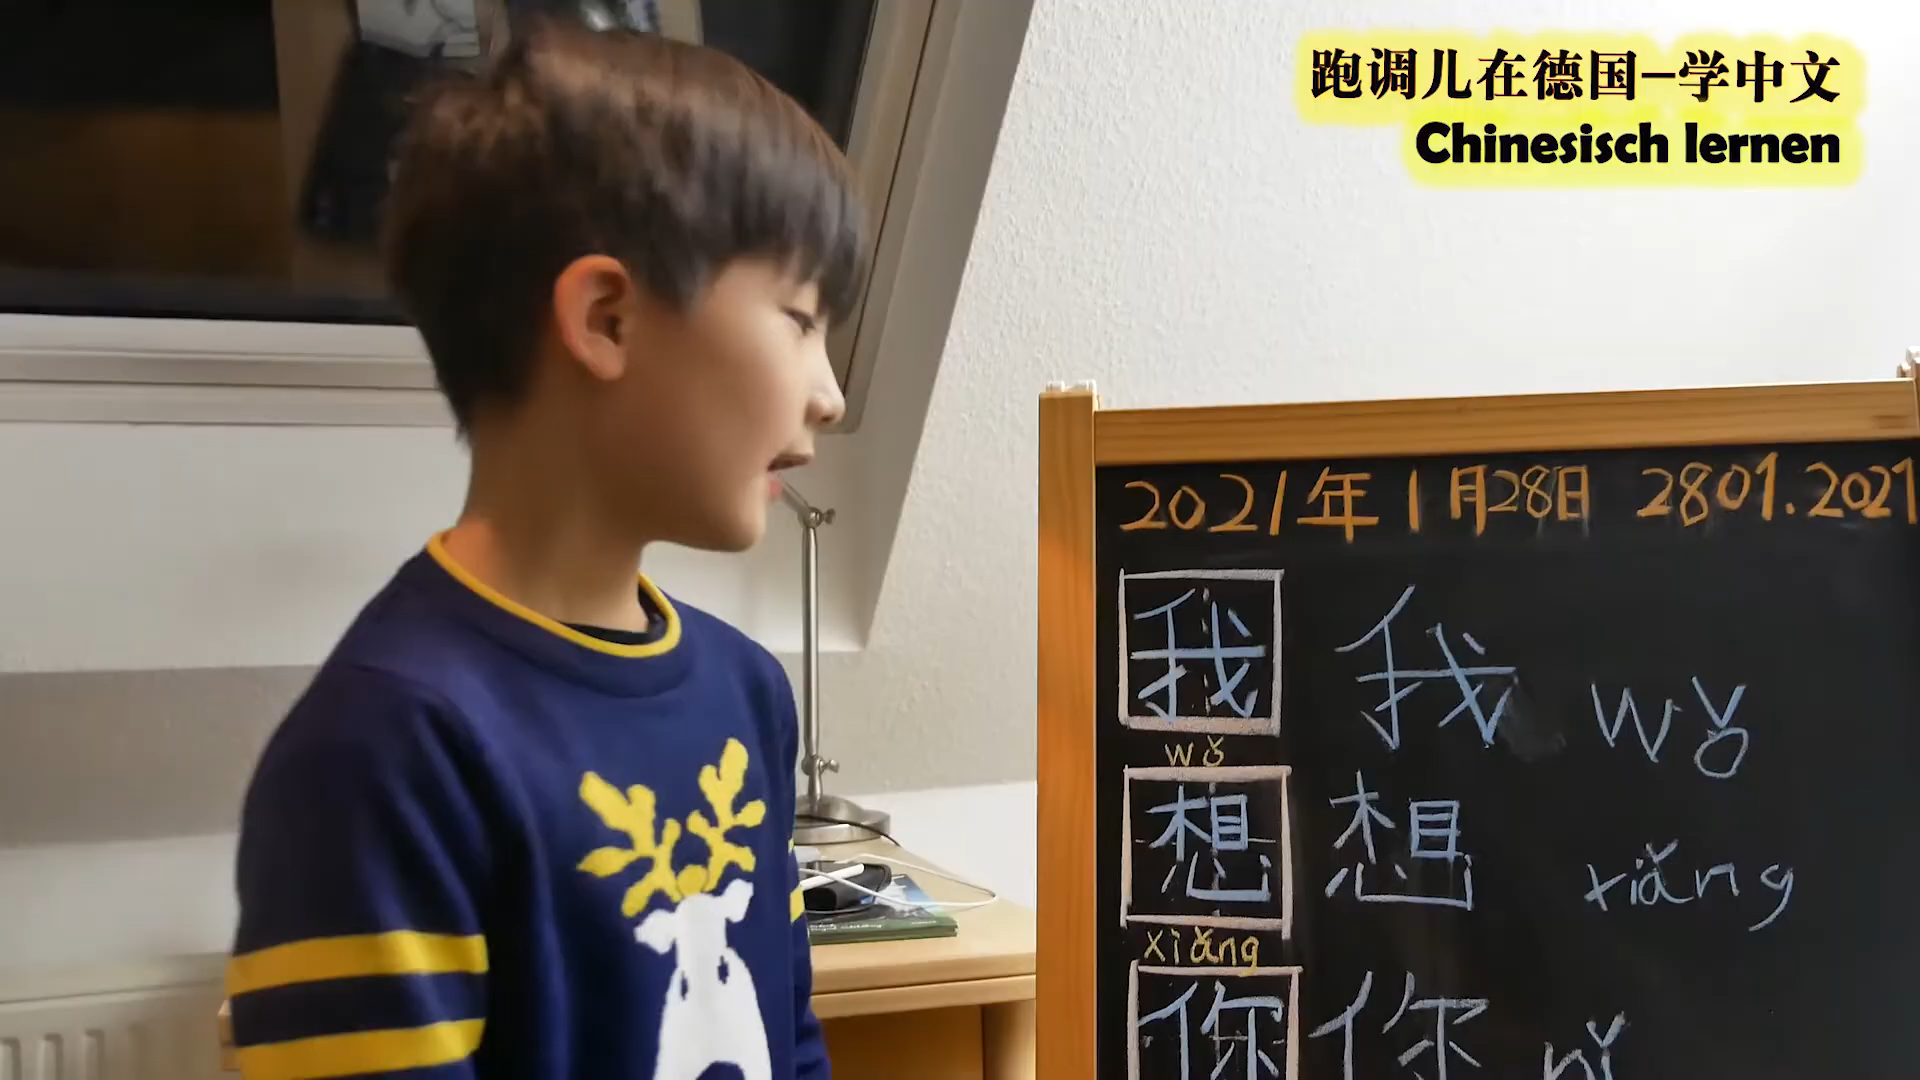 跑调儿在德国-学中文
Chinesisch lernen
2021年1月28日 2801.2021
我 我 wǒ
wǒ
想 想 xiǎng
xiǎng
你 你 nǐ